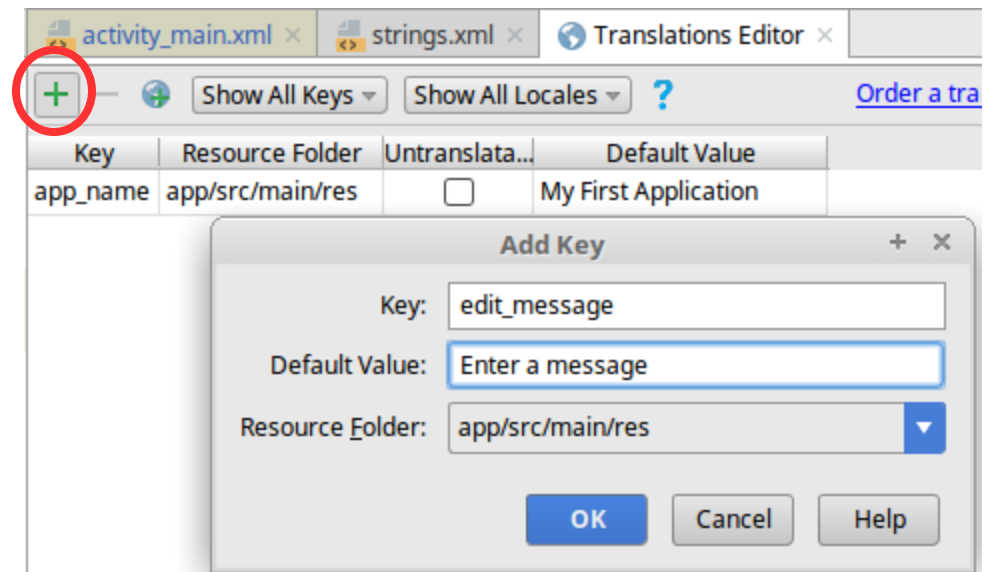 activity_main.xml strings.xml Translations Editor
Show All Keys Show All Locales ? Order a tra
Key Resource Folder Untranslata... Default Value
app_name app/src/main/res My First Application
Add Key
Key: edit_message
Default Value: Enter a message
Resource Folder: app/src/main/res
OK Cancel Help